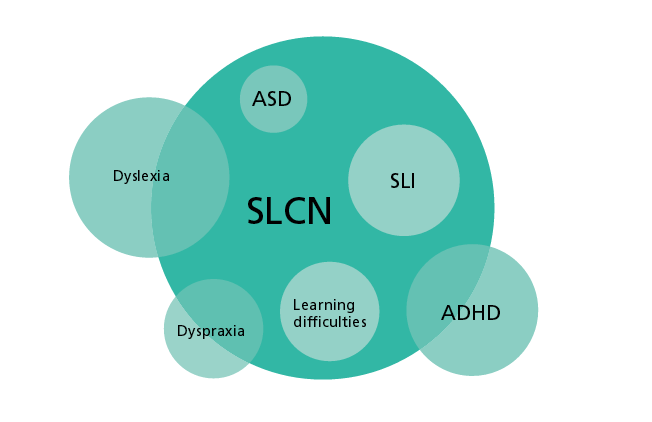 ASD
Dyslexia
SLI
SLCN
Learning
difficulties
ADHD
Dyspraxia